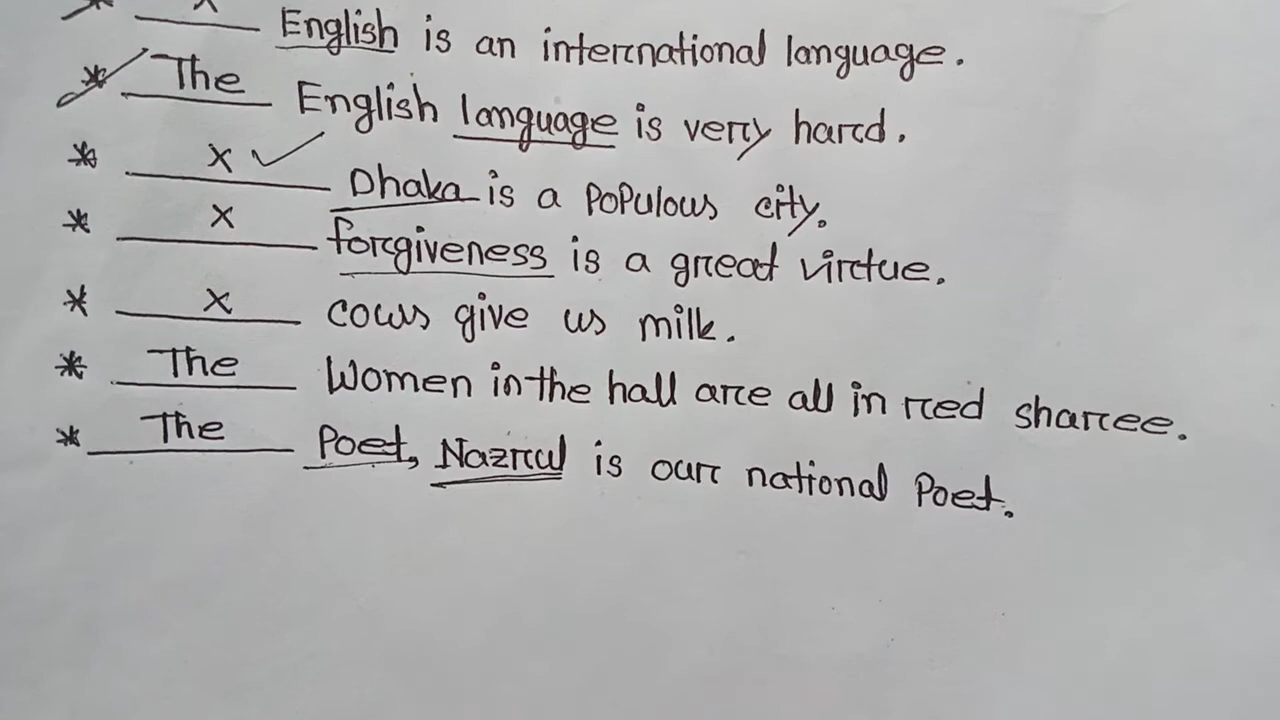 * x English is an international language.
* The English language is very hard.
* x ✓ Dhaka is a populous city.
* x forgiveness is a great virtue.
* x cows give us milk.
* The Women in the hall are all in red sharee.
* The Poet, Nazrul is our national Poet.